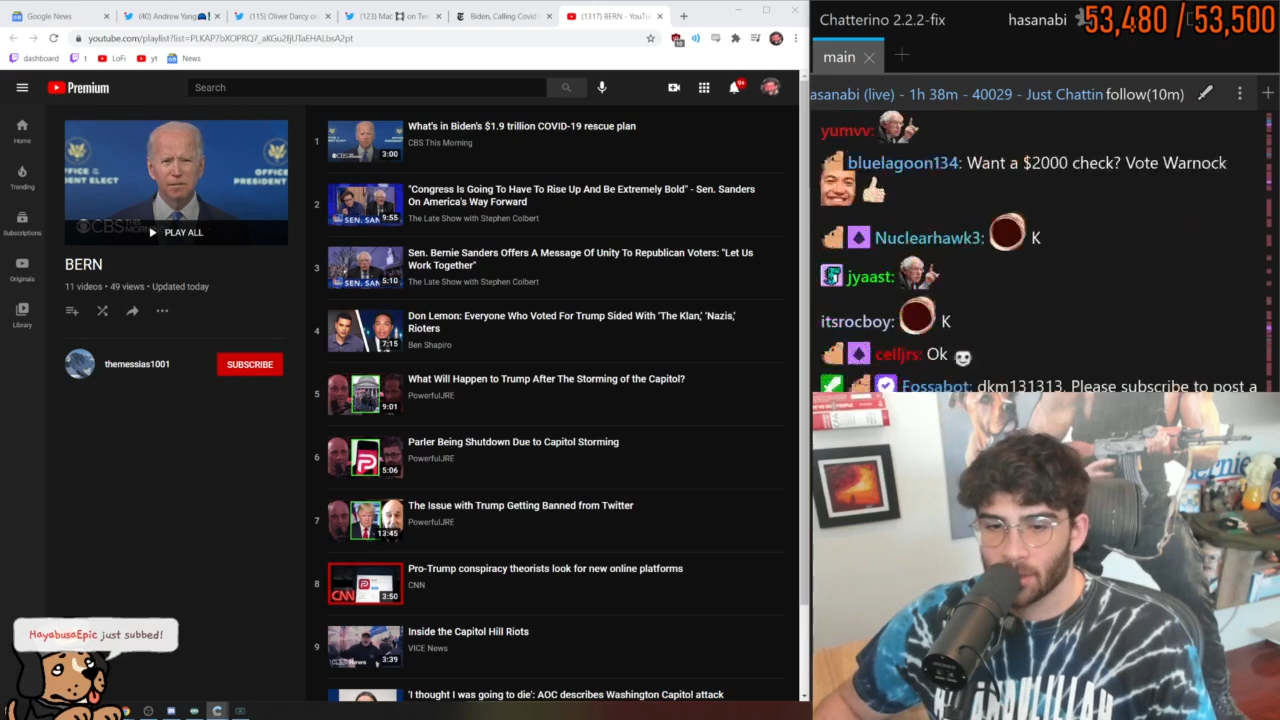 Google News
(40) Andrew Yang
(115) Oliver Darcy on
(123) Mac
on Twi
Biden, Calling Covid
(1317) BERN - YouTu
youtube.com/playlist?list=PLKAP7bXOPRQ7_aKGu2fjUTaEHALbsA2pt
dashboard
t
LoFi
yt
News
Premium
Search
9+
Home
Trending
Subscriptions
Originals
Library
PLAY ALL
BERN
11 videos • 49 views • Updated today
themessias1001
SUBSCRIBE
1
3:00
What's in Biden's $1.9 trillion COVID-19 rescue plan
CBS This Morning
2
9:55
"Congress Is Going To Have To Rise Up And Be Extremely Bold" - Sen. Sanders
On America's Way Forward
The Late Show with Stephen Colbert
3
5:10
Sen. Bernie Sanders Offers A Message Of Unity To Republican Voters: "Let Us
Work Together"
The Late Show with Stephen Colbert
4
7:15
Don Lemon: Everyone Who Voted For Trump Sided With 'The Klan,' 'Nazis,'
Rioters
Ben Shapiro
5
9:01
What Will Happen to Trump After The Storming of the Capitol?
PowerfulJRE
6
5:06
Parler Being Shutdown Due to Capitol Storming
PowerfulJRE
7
13:45
The Issue with Trump Getting Banned from Twitter
PowerfulJRE
8
CNN
3:50
Pro-Trump conspiracy theorists look for new online platforms
CNN
9
3:39
Inside the Capitol Hill Riots
VICE News
'I thought I was going to die': AOC describes Washington Capitol attack
HayabusaEpic just subbed!
Chatterino 2.2.2-fix
hasanabi
53,480 / 53,500
main
asanabi (live) - 1h 38m - 40029 - Just Chattin
follow(10m)
yumvv:
bluelagoon134: Want a $2000 check? Vote Warnock
Nuclearhawk3: K
jyaast:
itsrocboy: K
celljrs: Ok
Fossabot: dkm131313, Please subscribe to post a
Bernie